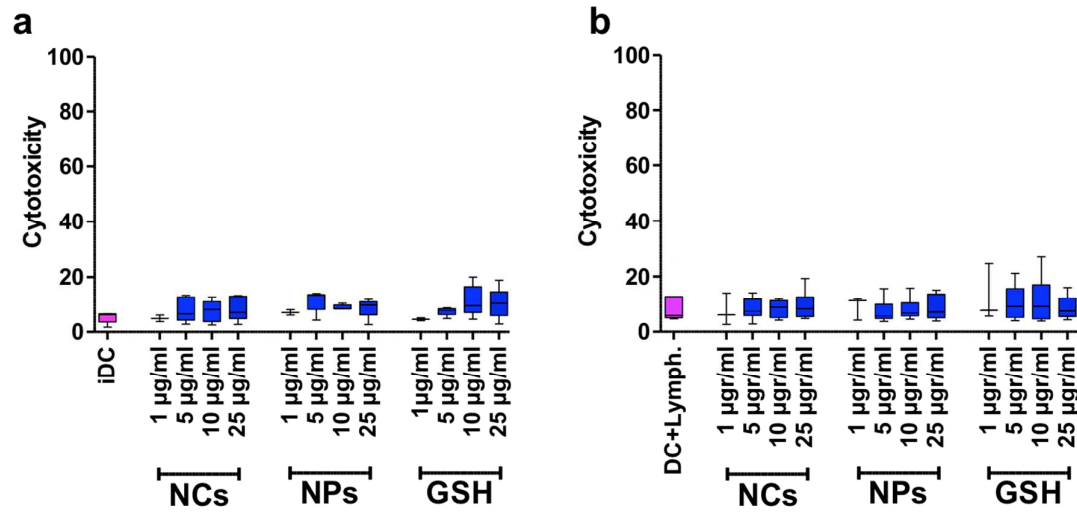 a
Cytotoxicity
100
80
60
40
20
0
iDC
1 µg/ml
5 µg/ml
10 µg/ml
25 µg/ml
1 µg/ml
5 µg/ml
10 µg/ml
25 µg/ml
1µg/ml
5 µg/ml
10 µg/ml
25 µg/ml
NCs
NPs
GSH
b
Cytotoxicity
100
80
60
40
20
0
DC+Lymph.
1 µgr/ml
5 µgr/ml
10 µgr/ml
25 µgr/ml
1 µgr/ml
5 µgr/ml
10 µgr/ml
25 µgr/ml
1 µgr/ml
5 µgr/ml
10 µgr/ml
25 µgr/ml
NCs
NPs
GSH